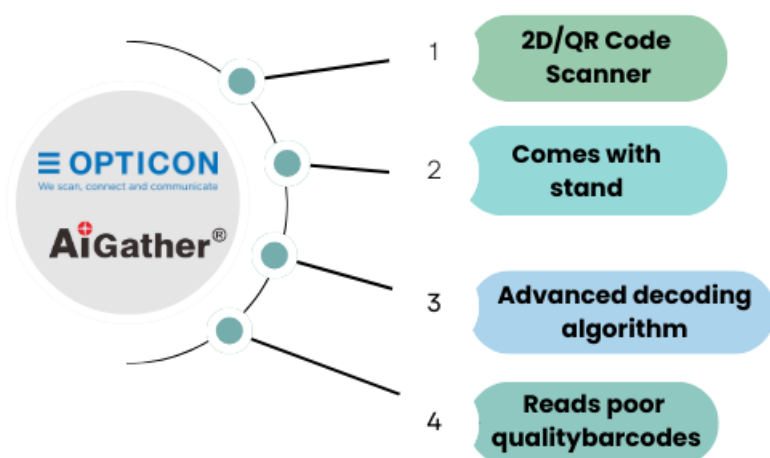 OPTICON
We scan, connect and communicate
AiGather®
1
2D/QR Code
Scanner
2
Comes with
stand
3
Advanced decoding
algorithm
4
Reads poor
qualitybarcodes